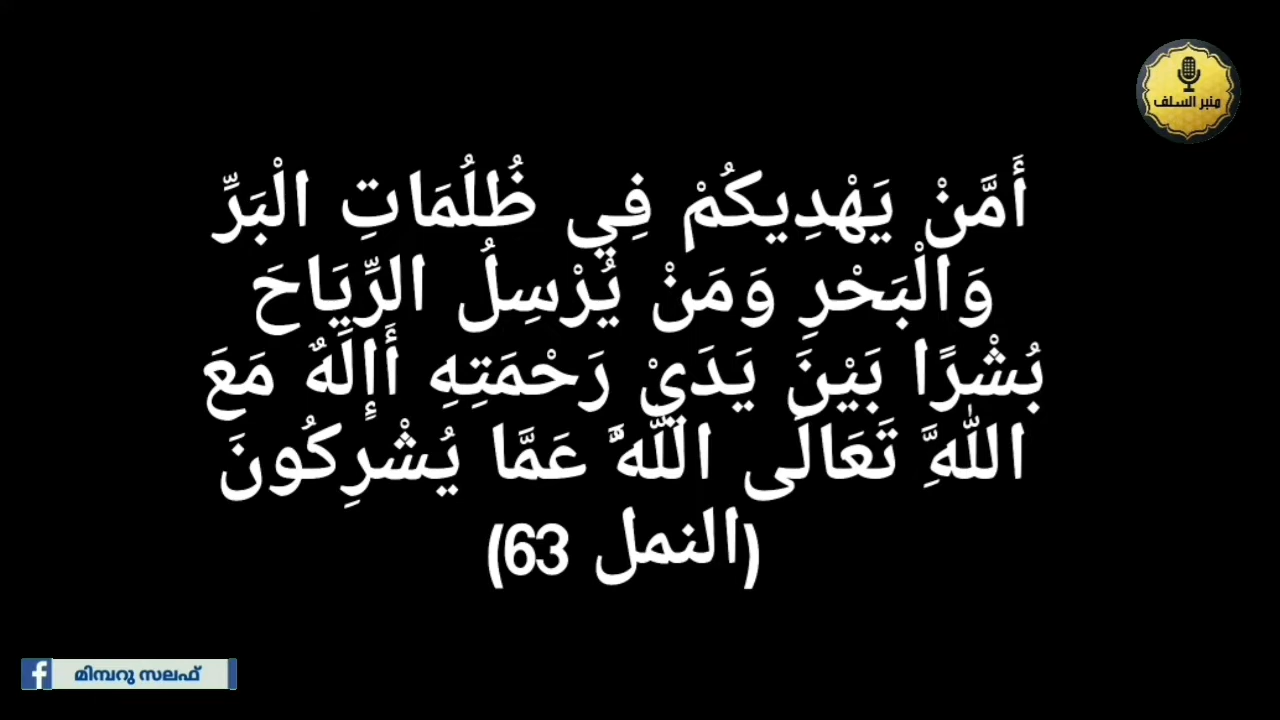 منبر السلف
أَمَّنْ يَهْدِيكُمْ فِي ظُلُمَاتِ الْبَرِّ
وَالْبَحْرِ وَمَنْ يُرْسِلُ الرِّيَاحَ
بُشْرًا بَيْنَ يَدَيْ رَحْمَتِهِ أَإِلَهٌ مَعَ
اللَّهِ تَعَالَى اللَّهُ عَمَّا يُشْرِكُونَ
(النمل 63)
മിമ്പറു സലഫ്